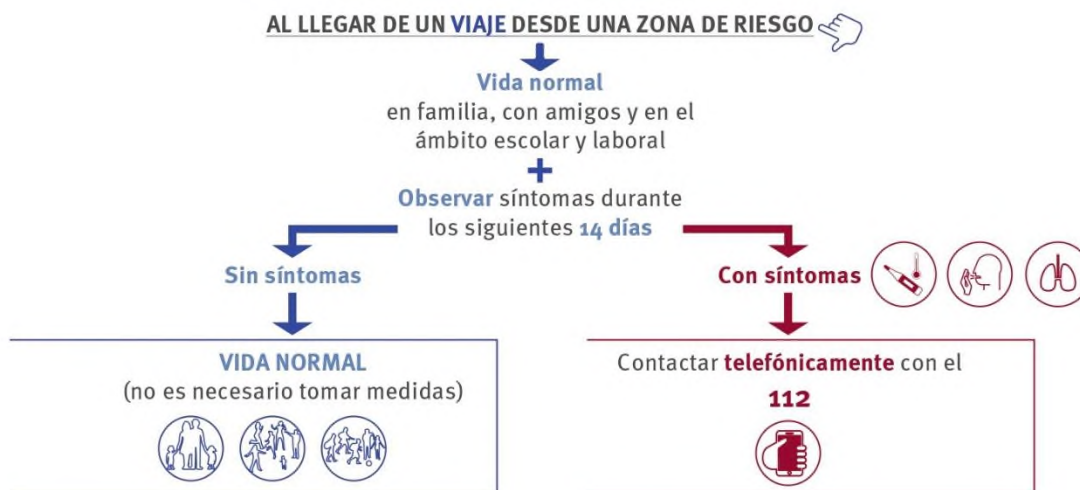 AL LLEGAR DE UN VIAJE DESDE UNA ZONA DE RIESGO
Vida normal
en familia, con amigos y en el
ámbito escolar y laboral
+
Observar síntomas durante
los siguientes 14 días
Sin síntomas
Con síntomas
VIDA NORMAL
(no es necesario tomar medidas)
Contactar telefónicamente con el
112